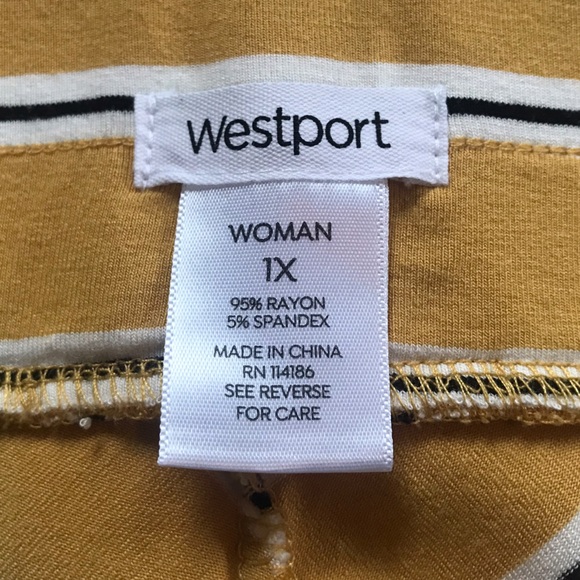 Westport
WOMAN
1X
95% RAYON
5% SPANDEX
MADE IN CHINA
RN 114186
SEE REVERSE
FOR CARE